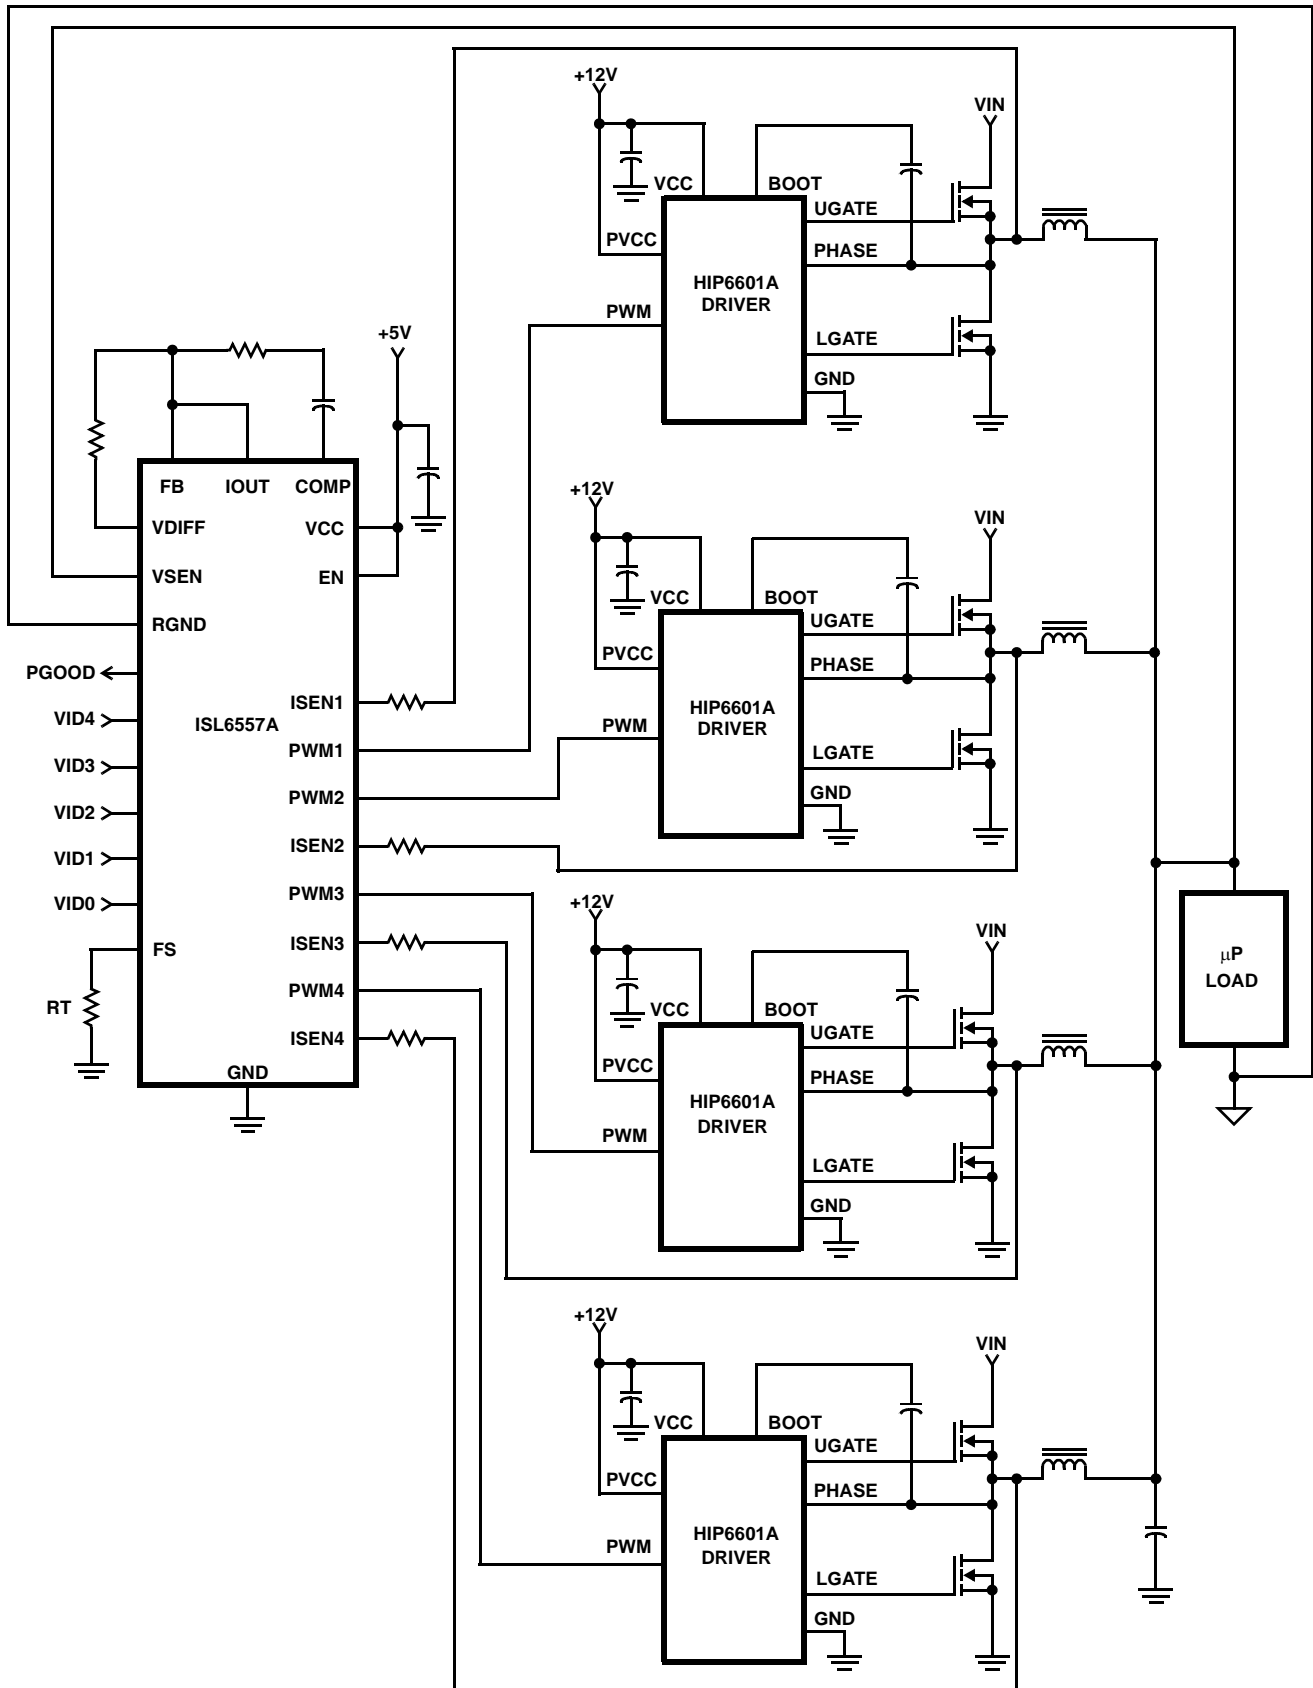 +12V
VIN
VCC
BOOT
UGATE
PVCC
PHASE
HIP6601A
DRIVER
PWM
LGATE
GND
+5V
FB IOUT COMP
VDIFF
VCC
VSEN
EN
RGND
PGOOD
ISEN1
VID4
ISL6557A
PWM1
VID3
PWM2
VID2
ISEN2
VID1
PWM3
VID0
ISEN3
FS
PWM4
RT
ISEN4
GND
+12V
VIN
VCC
BOOT
UGATE
PVCC
PHASE
HIP6601A
DRIVER
PWM
LGATE
GND
+12V
VIN
VCC
BOOT
UGATE
PVCC
PHASE
HIP6601A
DRIVER
PWM
LGATE
GND
µP
LOAD
+12V
VIN
VCC
BOOT
UGATE
PVCC
PHASE
HIP6601A
DRIVER
PWM
LGATE
GND